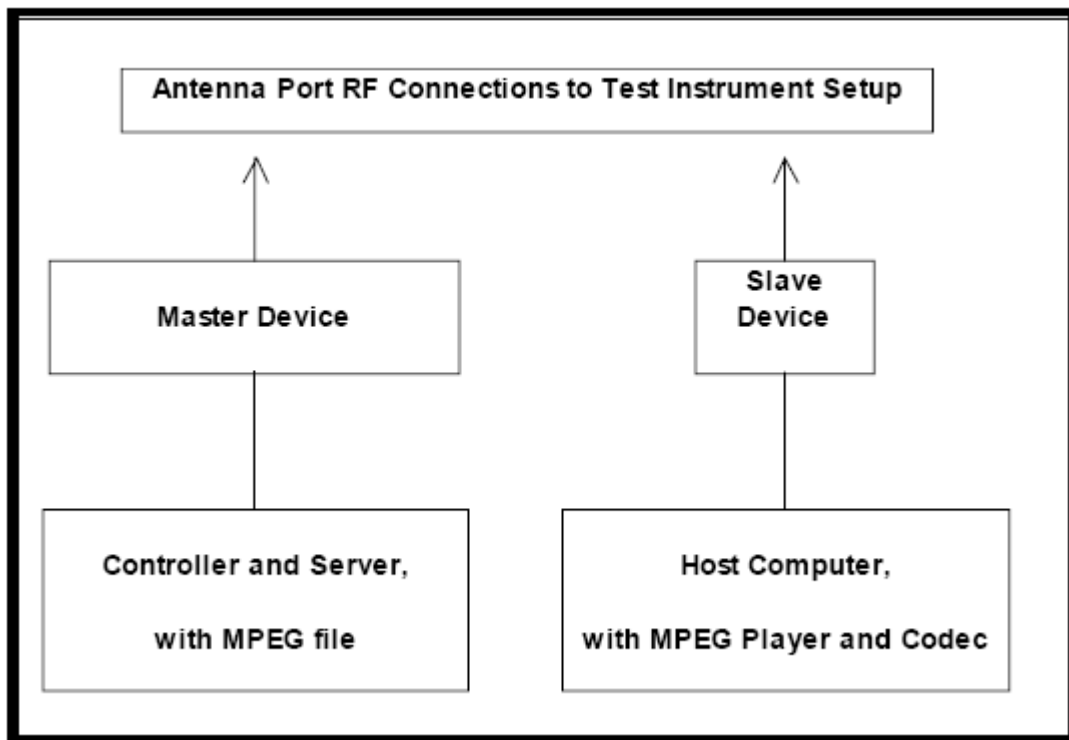 Antenna Port RF Connections to Test Instrument Setup
Master Device
Slave
Device
Controller and Server,
with MPEG file
Host Computer,
with MPEG Player and Codec